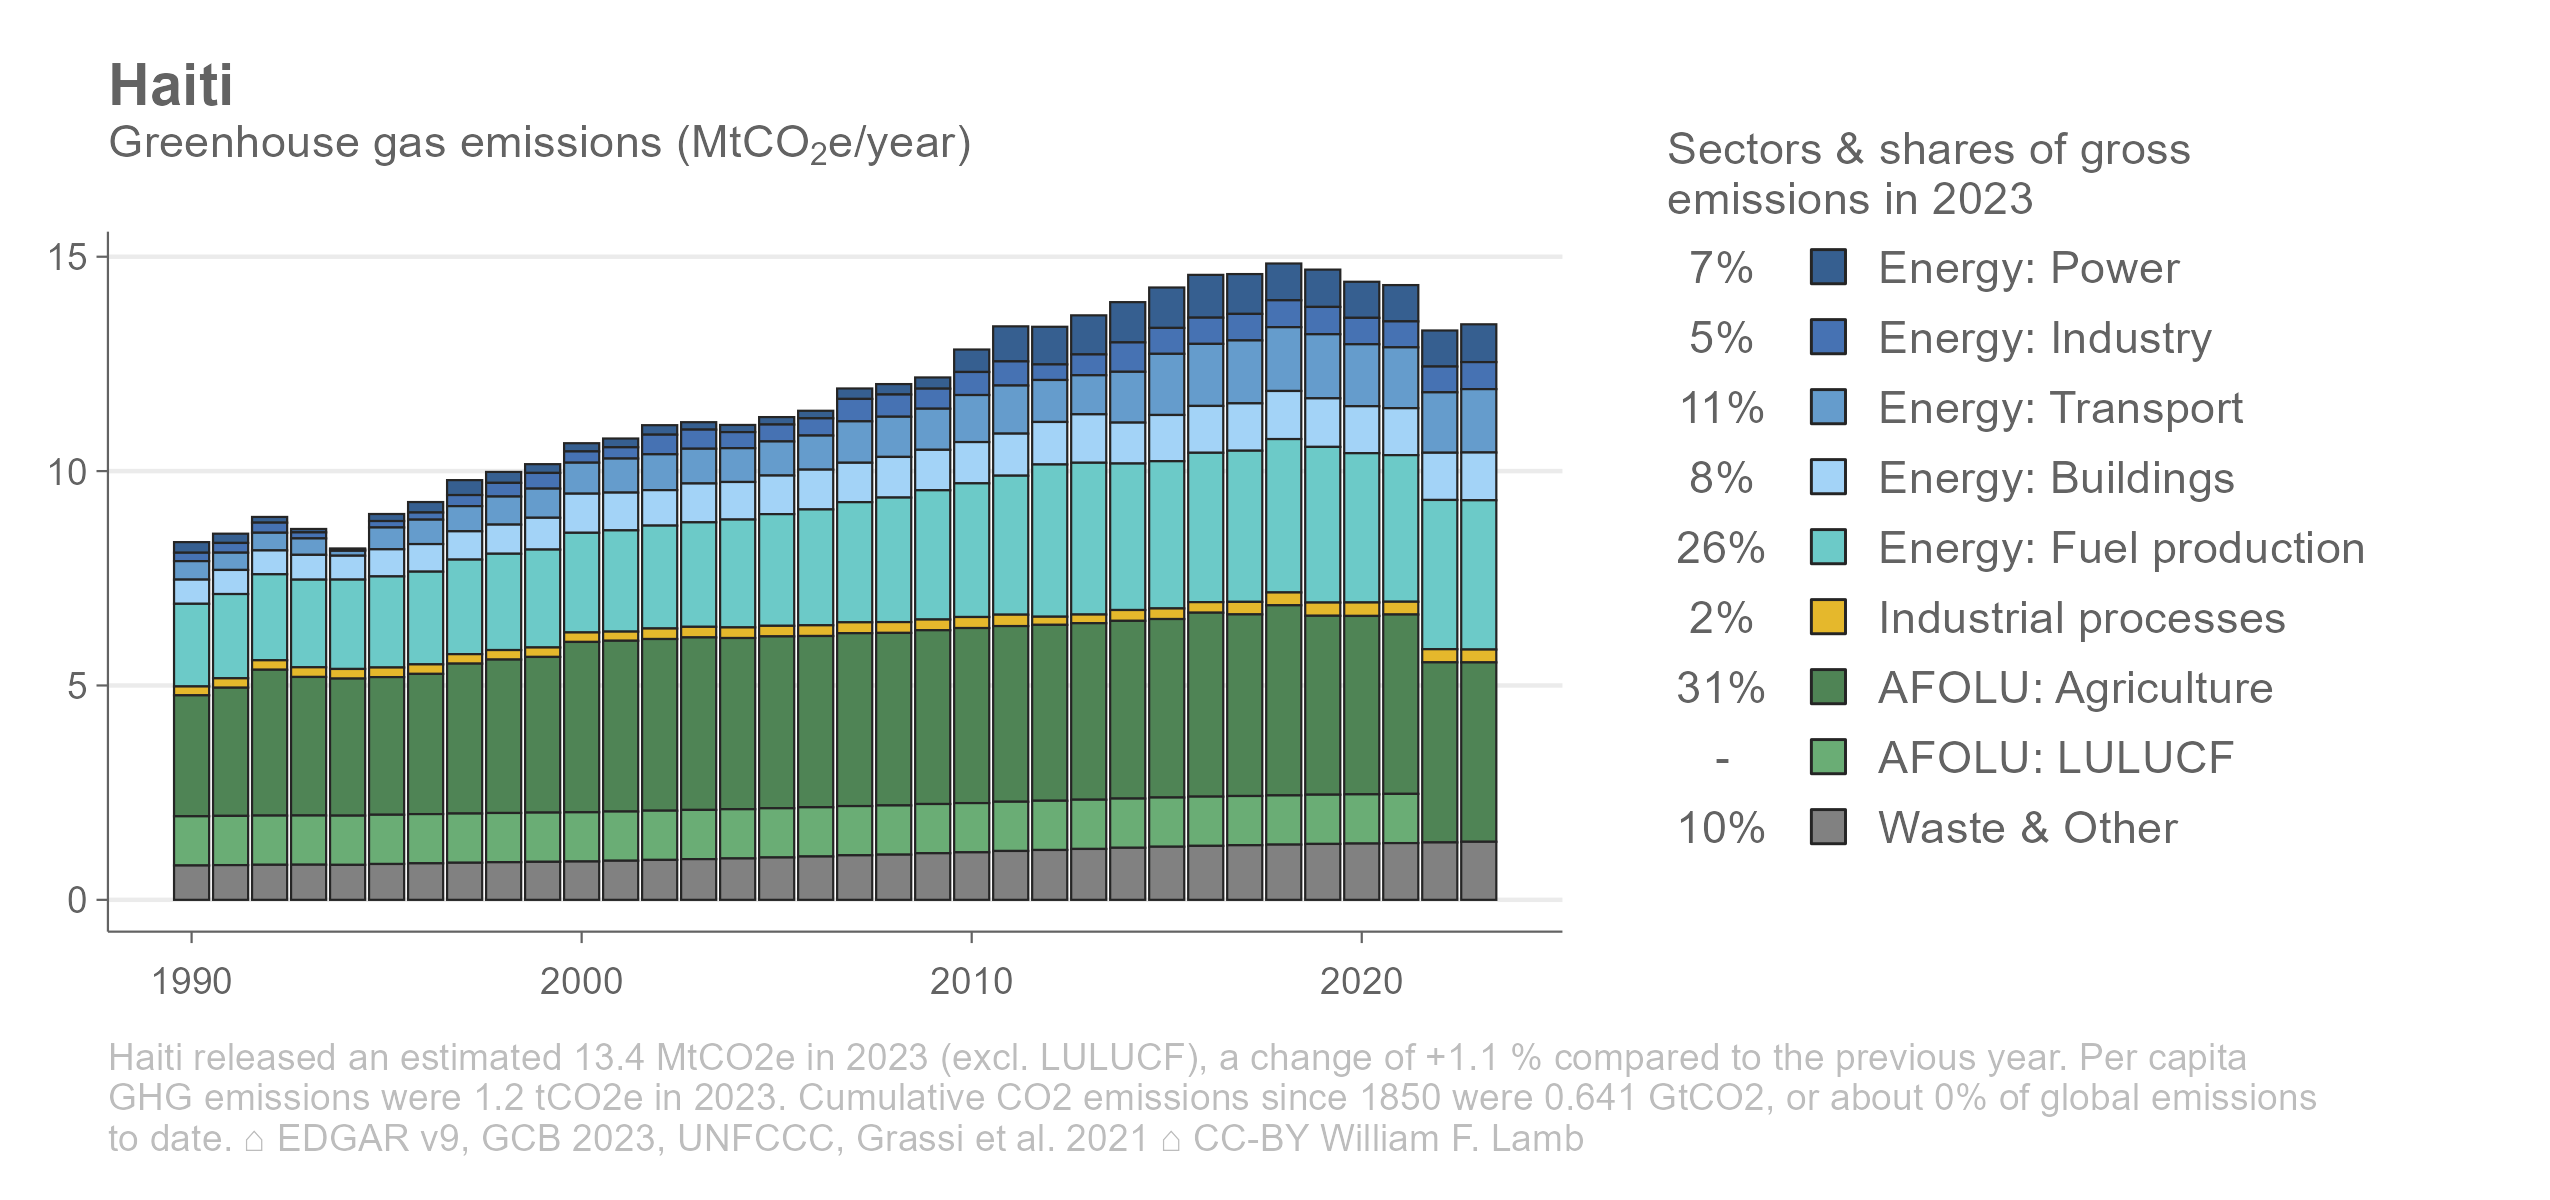 Haiti
Greenhouse gas emissions (MtCO₂e/year)
Sectors & shares of gross
emissions in 2023
15
10
5
0
1990 2000 2010 2020
7% Energy: Power
5% Energy: Industry
11% Energy: Transport
8% Energy: Buildings
26% Energy: Fuel production
2% Industrial processes
31% AFOLU: Agriculture
- AFOLU: LULUCF
10% Waste & Other
Haiti released an estimated 13.4 MtCO2e in 2023 (excl. LULUCF), a change of +1.1 % compared to the previous year. Per capita
GHG emissions were 1.2 tCO2e in 2023. Cumulative CO2 emissions since 1850 were 0.641 GtCO2, or about 0% of global emissions
to date. ⌂ EDGAR v9, GCB 2023, UNFCCC, Grassi et al. 2021 ⌂ CC-BY William F. Lamb